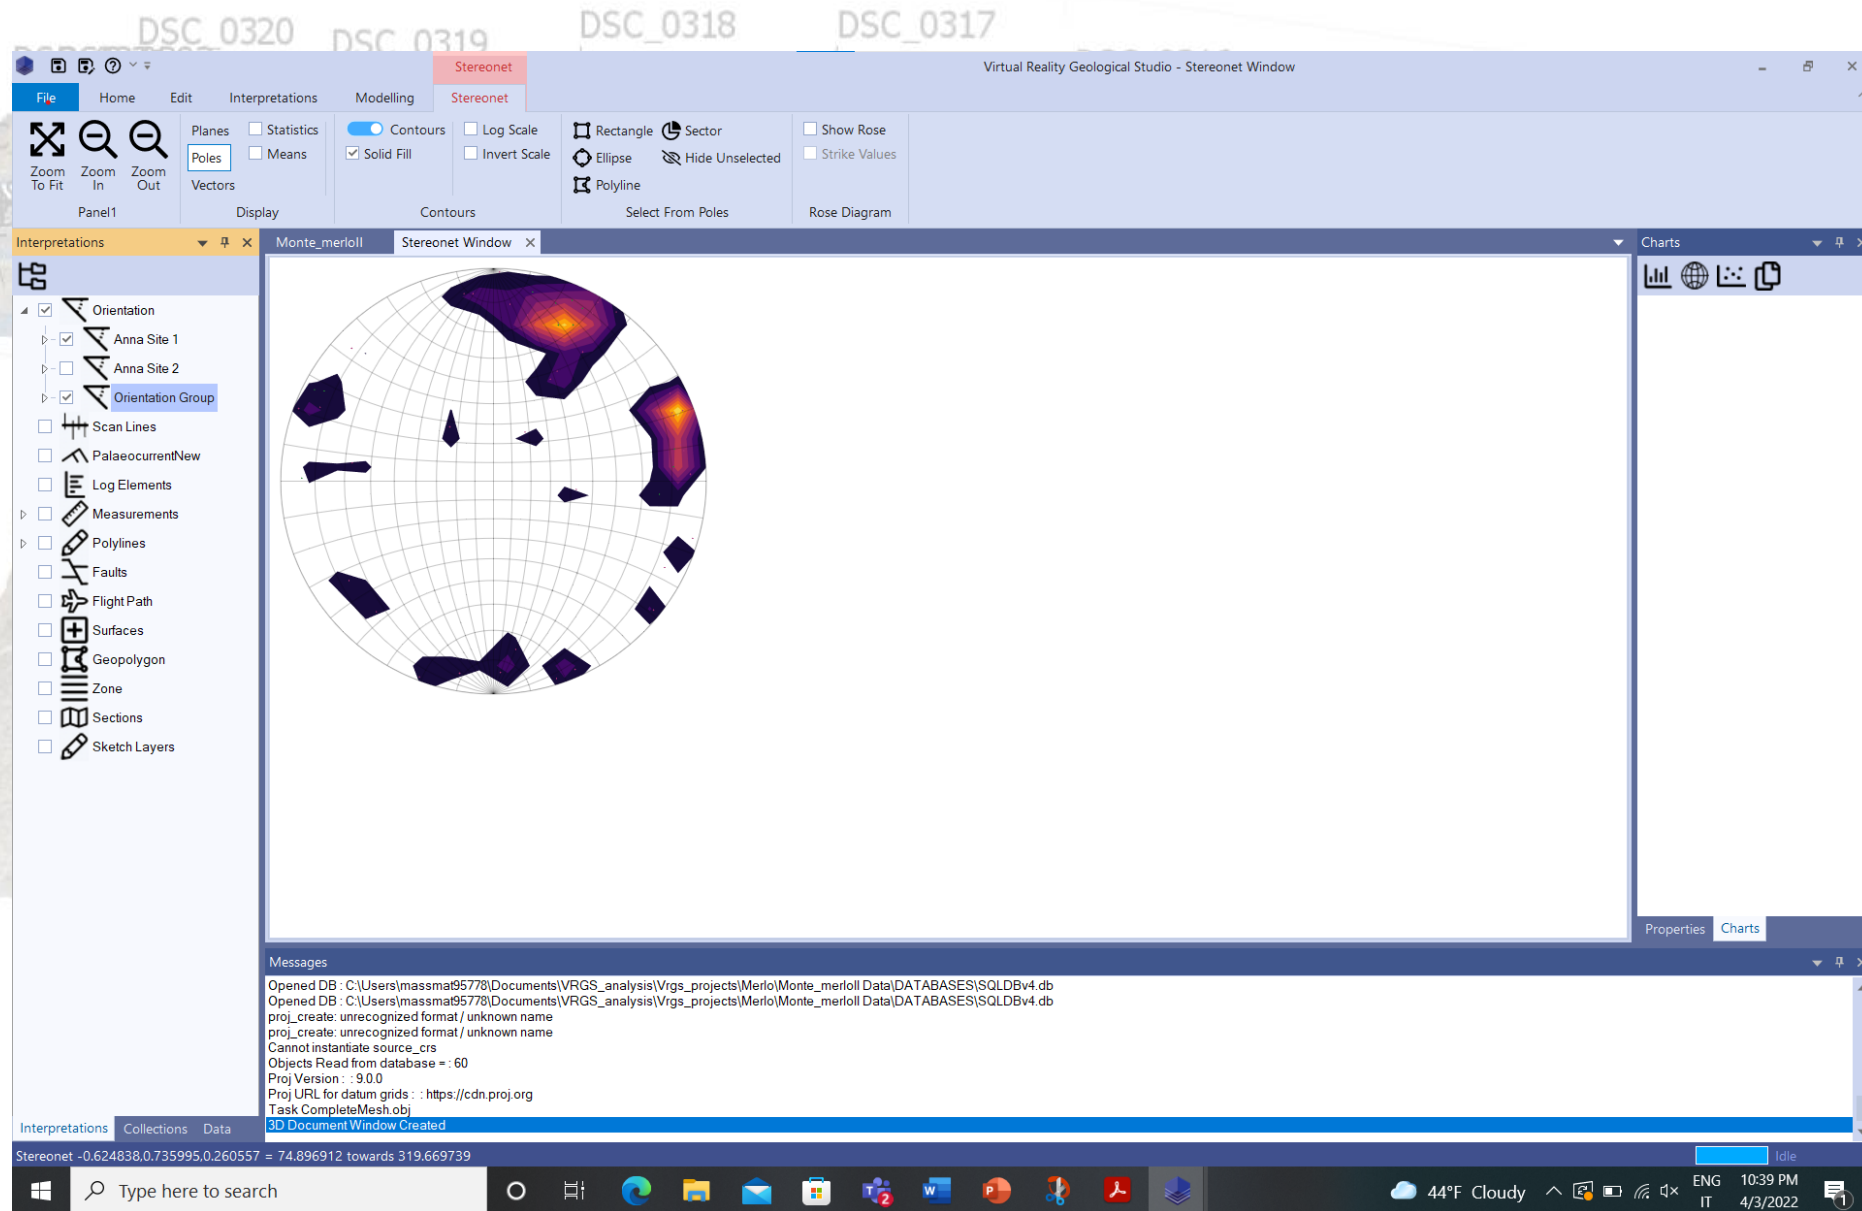 DSC_0320
DSC_0319
DSC_0318
DSC_0317
Stereonet
Virtual Reality Geological Studio - Stereonet Window
File
Home
Edit
Interpretations
Modelling
Stereonet
Zoom To Fit
Zoom In
Zoom Out
Panel1
Planes
Poles
Vectors
Statistics
Means
Display
Contours
Solid Fill
Log Scale
Invert Scale
Contours
Rectangle
Sector
Ellipse
Hide Unselected
Polyline
Select From Poles
Show Rose
Strike Values
Rose Diagram
Interpretations
Monte_merloII
Stereonet Window
Charts
Orientation
Anna Site 1
Anna Site 2
Orientation Group
Scan Lines
PalaeocurrentNew
Log Elements
Measurements
Polylines
Faults
Flight Path
Surfaces
Geopolygon
Zone
Sections
Sketch Layers
Properties
Charts
Messages
Opened DB : C:\Users\massmat95778\Documents\VRGS_analysis\Vrgs_projects\Merlo\Monte_merloII Data\DATABASES\SQLDBv4.db
Opened DB : C:\Users\massmat95778\Documents\VRGS_analysis\Vrgs_projects\Merlo\Monte_merloII Data\DATABASES\SQLDBv4.db
proj_create: unrecognized format / unknown name
proj_create: unrecognized format / unknown name
Cannot instantiate source_crs
Objects Read from database = : 60
Proj Version : : 9.0.0
Proj URL for datum grids : : https://cdn.proj.org
Task CompleteMesh.obj
3D Document Window Created
Interpretations
Collections
Data
Stereonet -0.624838,0.735995,0.260557 = 74.896912 towards 319.669739
Idle
Type here to search
2
44°F Cloudy
ENG
IT
10:39 PM
4/3/2022
1